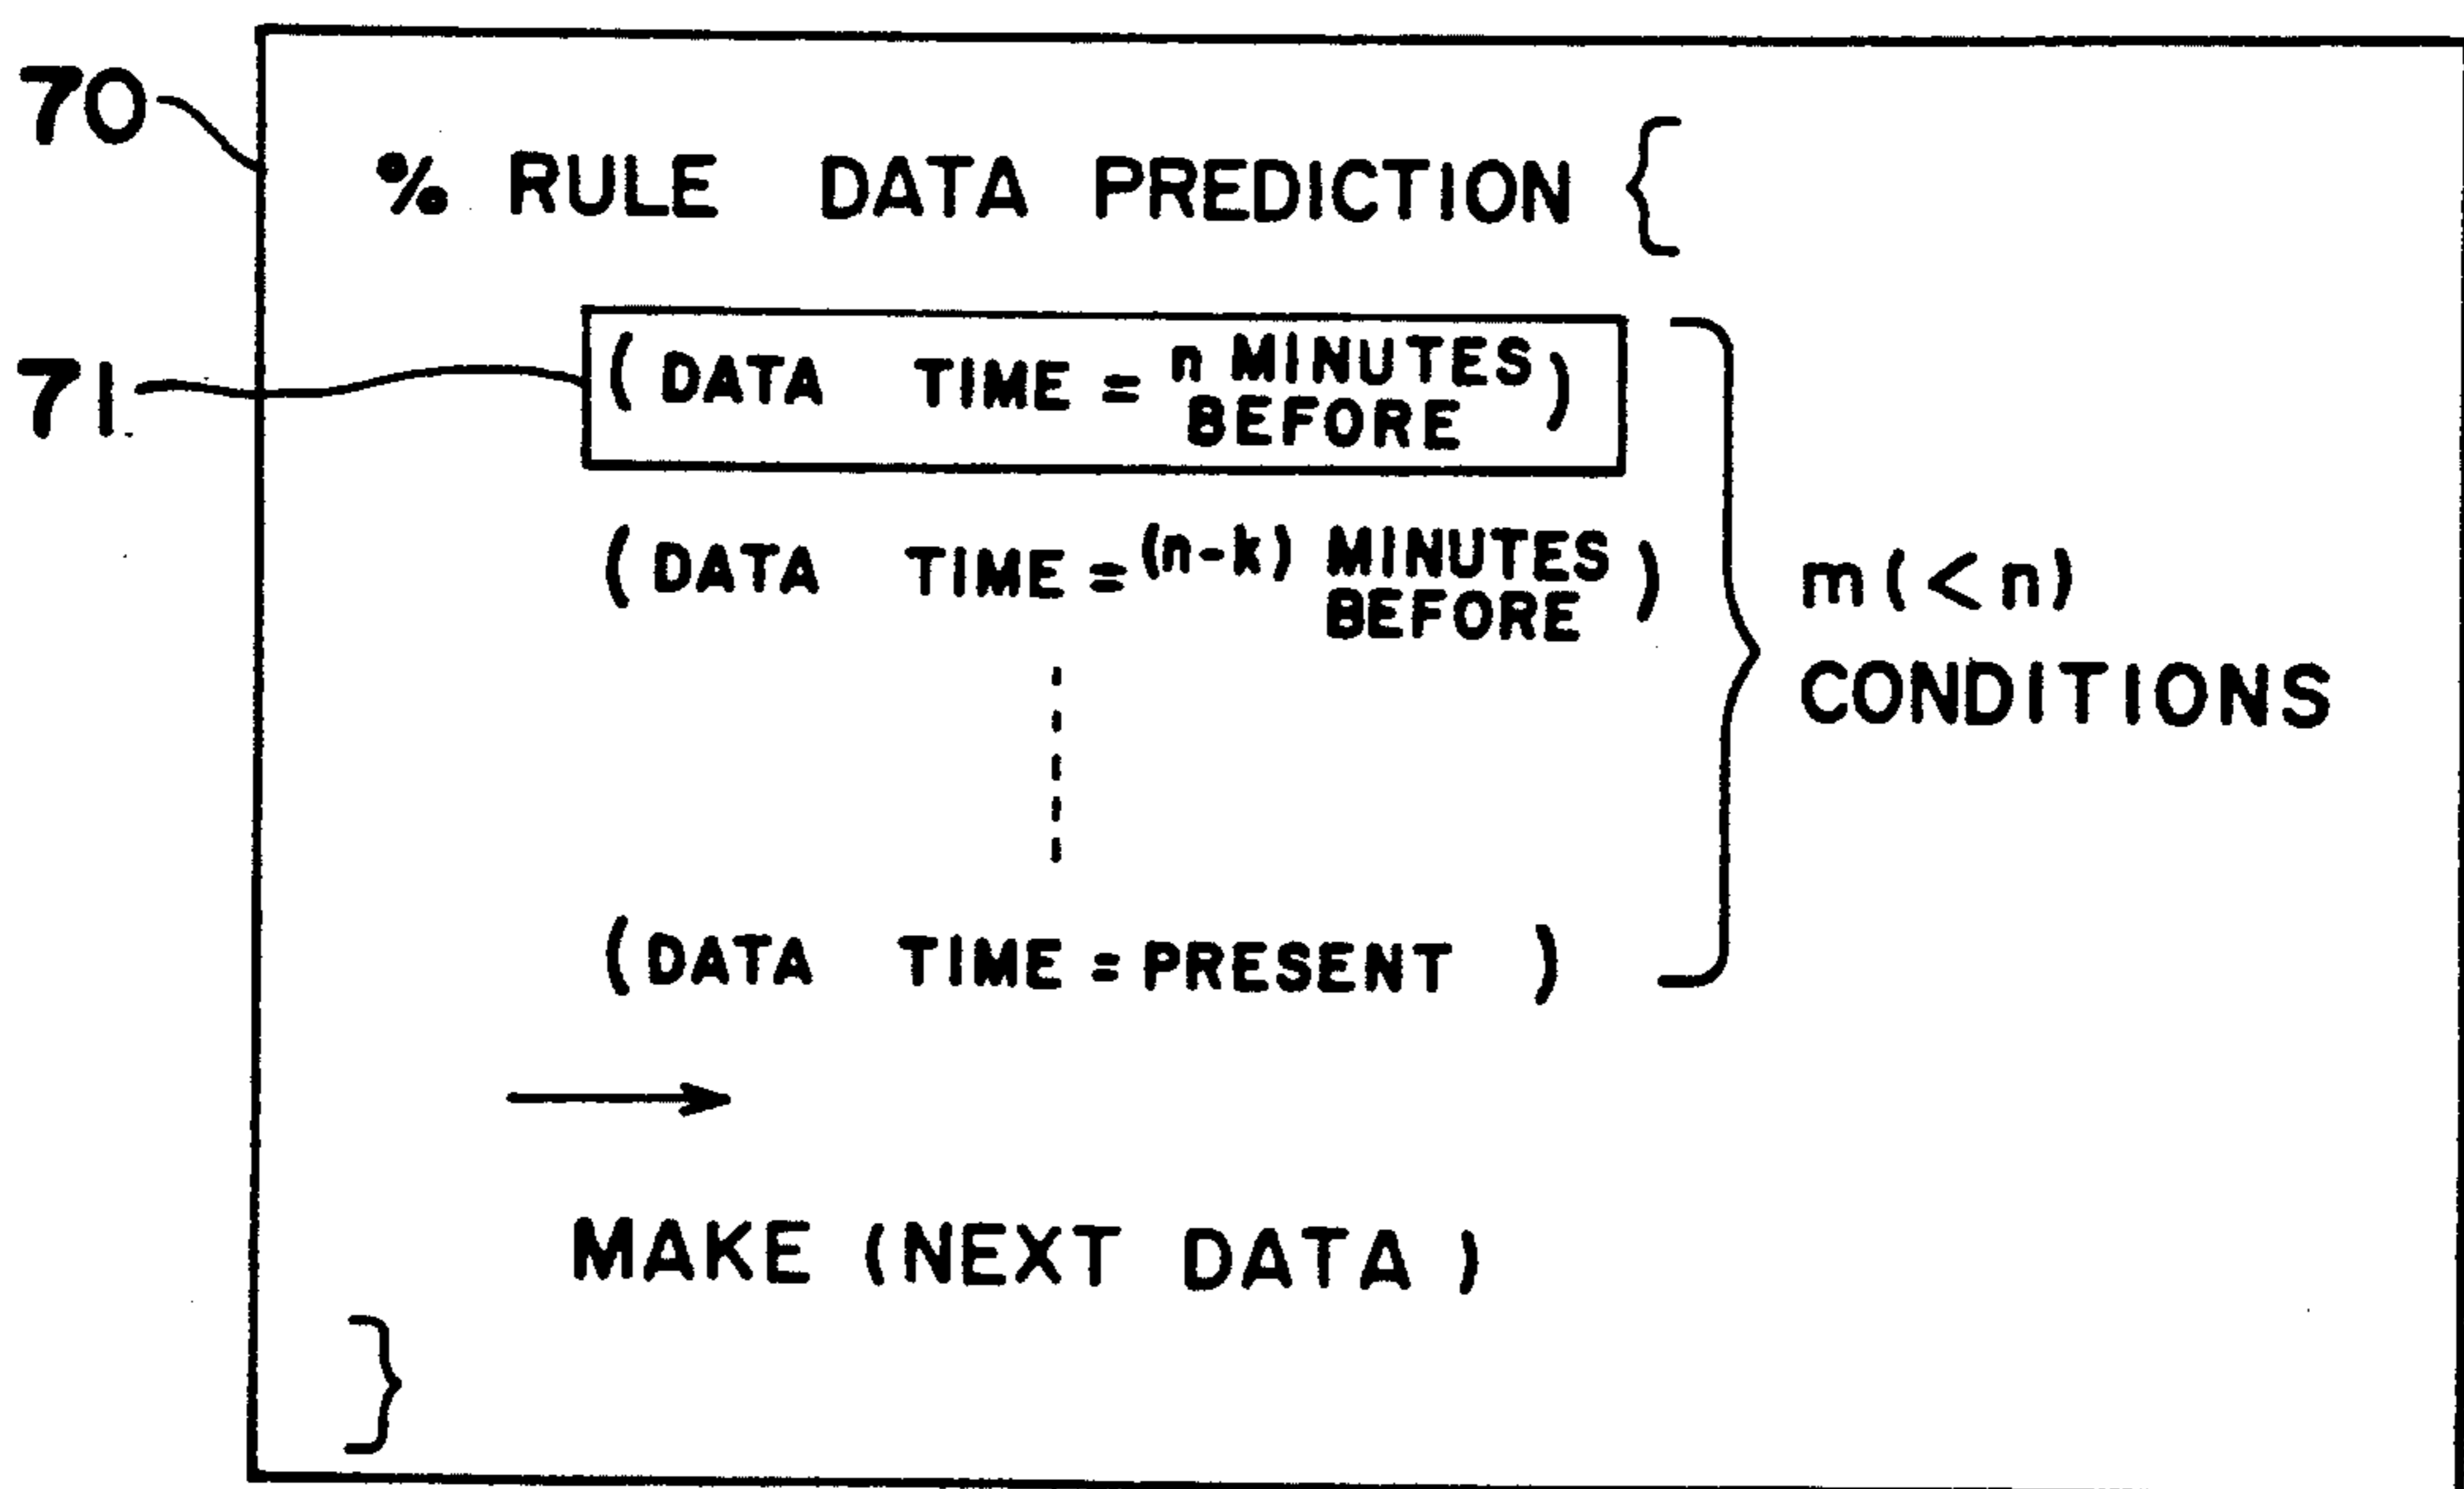 70
% RULE DATA PREDICTION {
71
( DATA TIME = n MINUTES
BEFORE )
( DATA TIME = (n-k) MINUTES
BEFORE )
m(<n)
CONDITIONS
( DATA TIME = PRESENT )
→
MAKE (NEXT DATA )
}